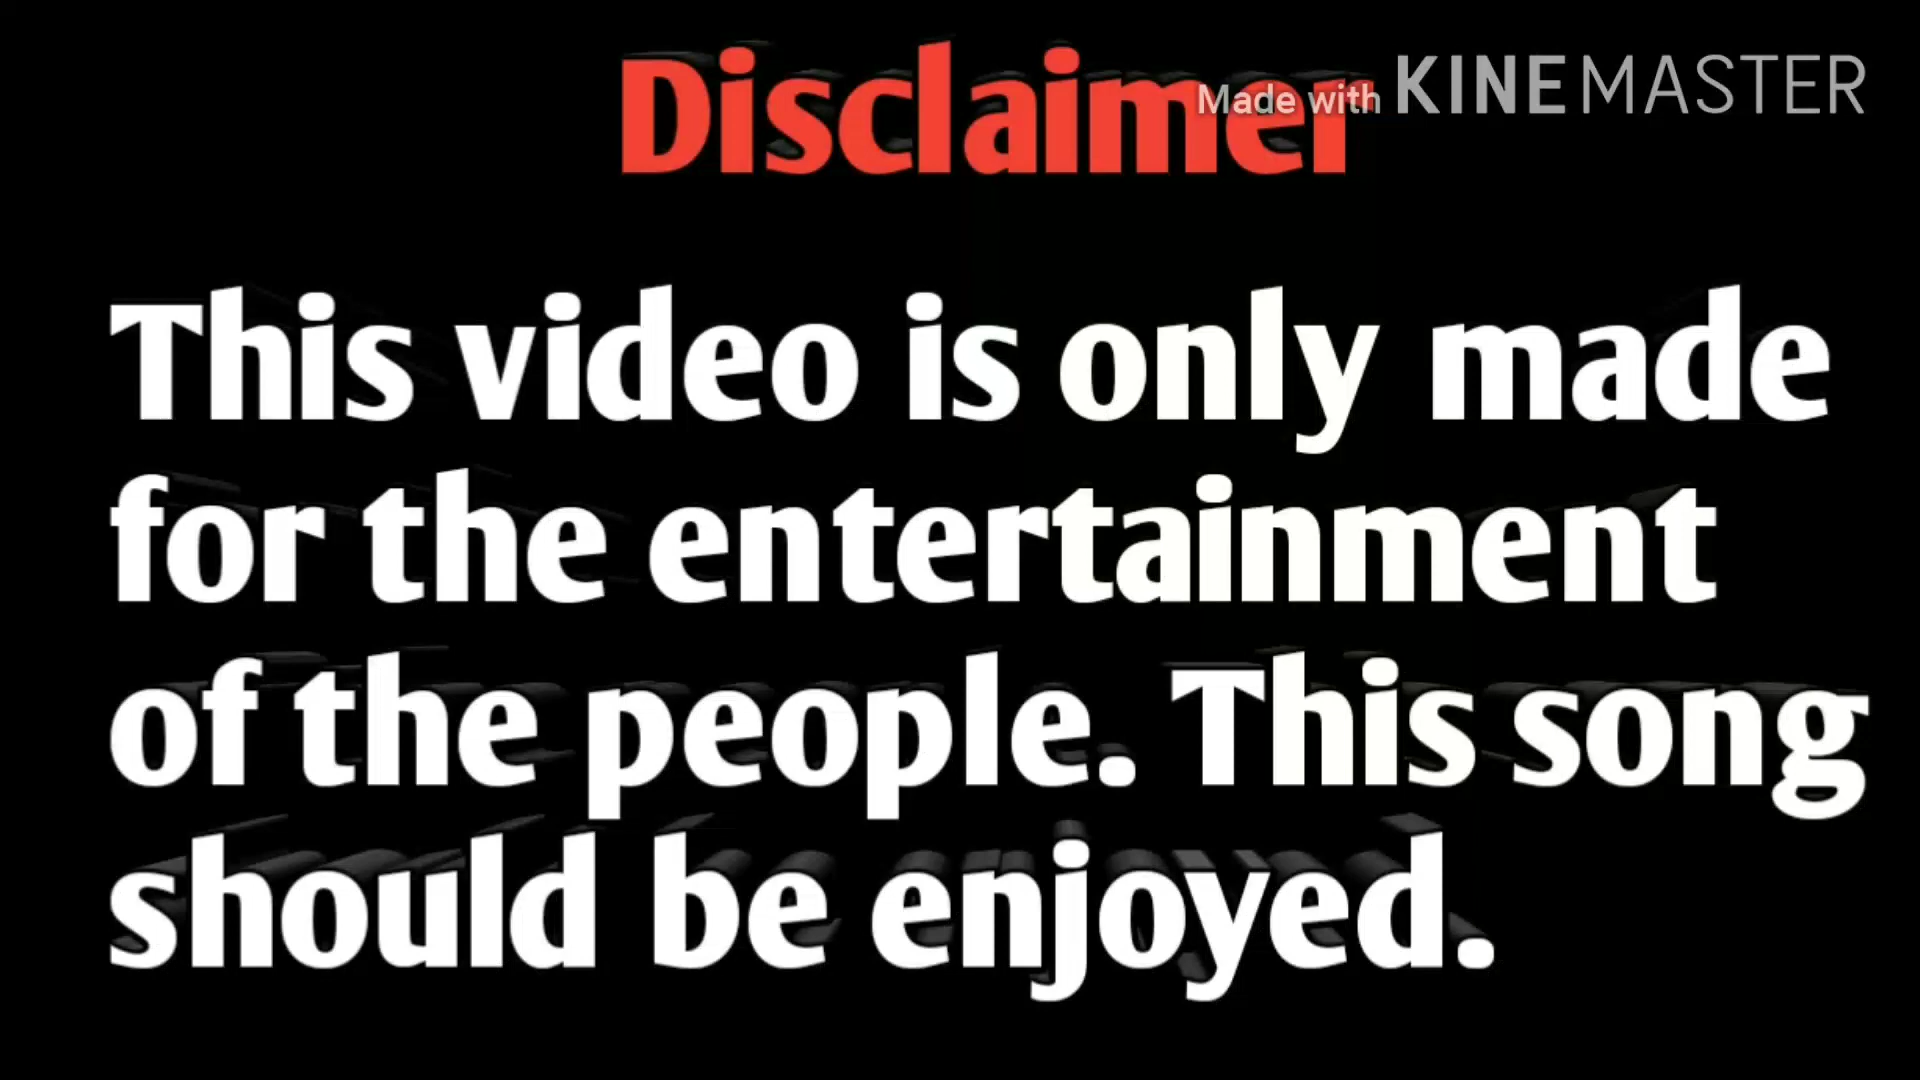 Disclaimer
Made with KINEMASTER
This video is only made
for the entertainment
of the people. This song
should be enjoyed.